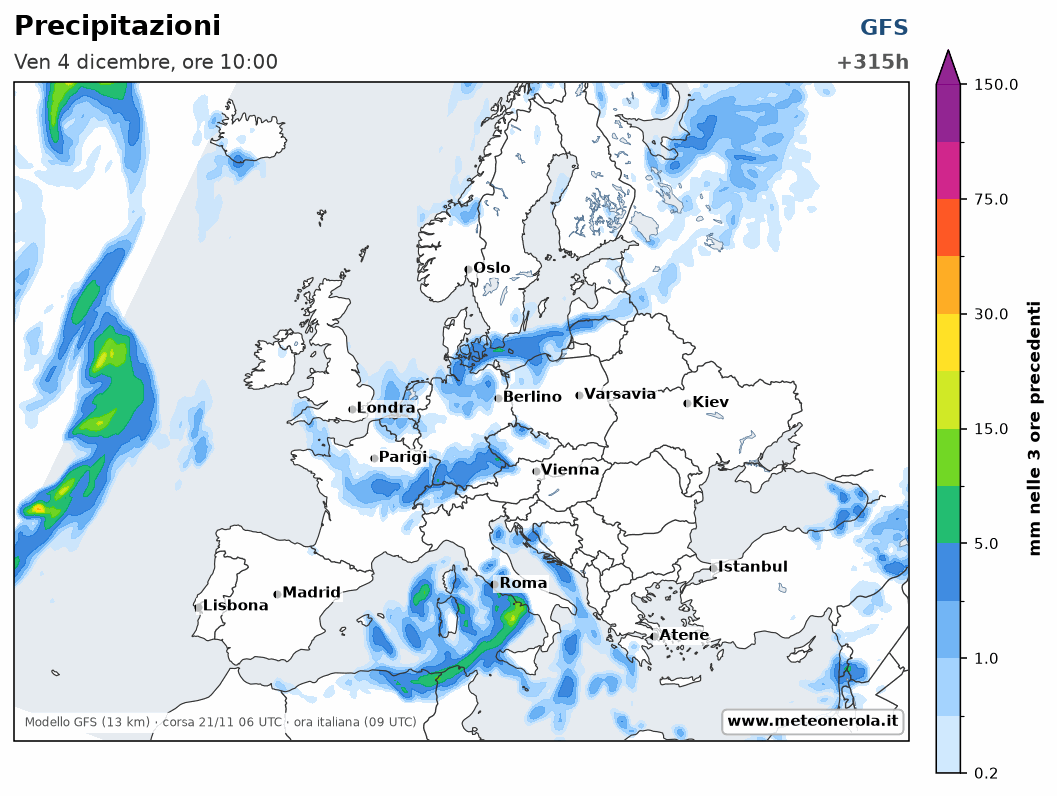 Precipitazioni
GFS
Ven 4 dicembre, ore 10:00
+315h
150.0
75.0
30.0
15.0
5.0
1.0
0.2
mm nelle 3 ore precedenti
Oslo
Londra
Berlino
Varsavia
Kiev
Parigi
Vienna
Istanbul
Roma
Madrid
Lisbona
Atene
Modello GFS (13 km) · corsa 21/11 06 UTC · ora italiana (09 UTC)
www.meteonerola.it